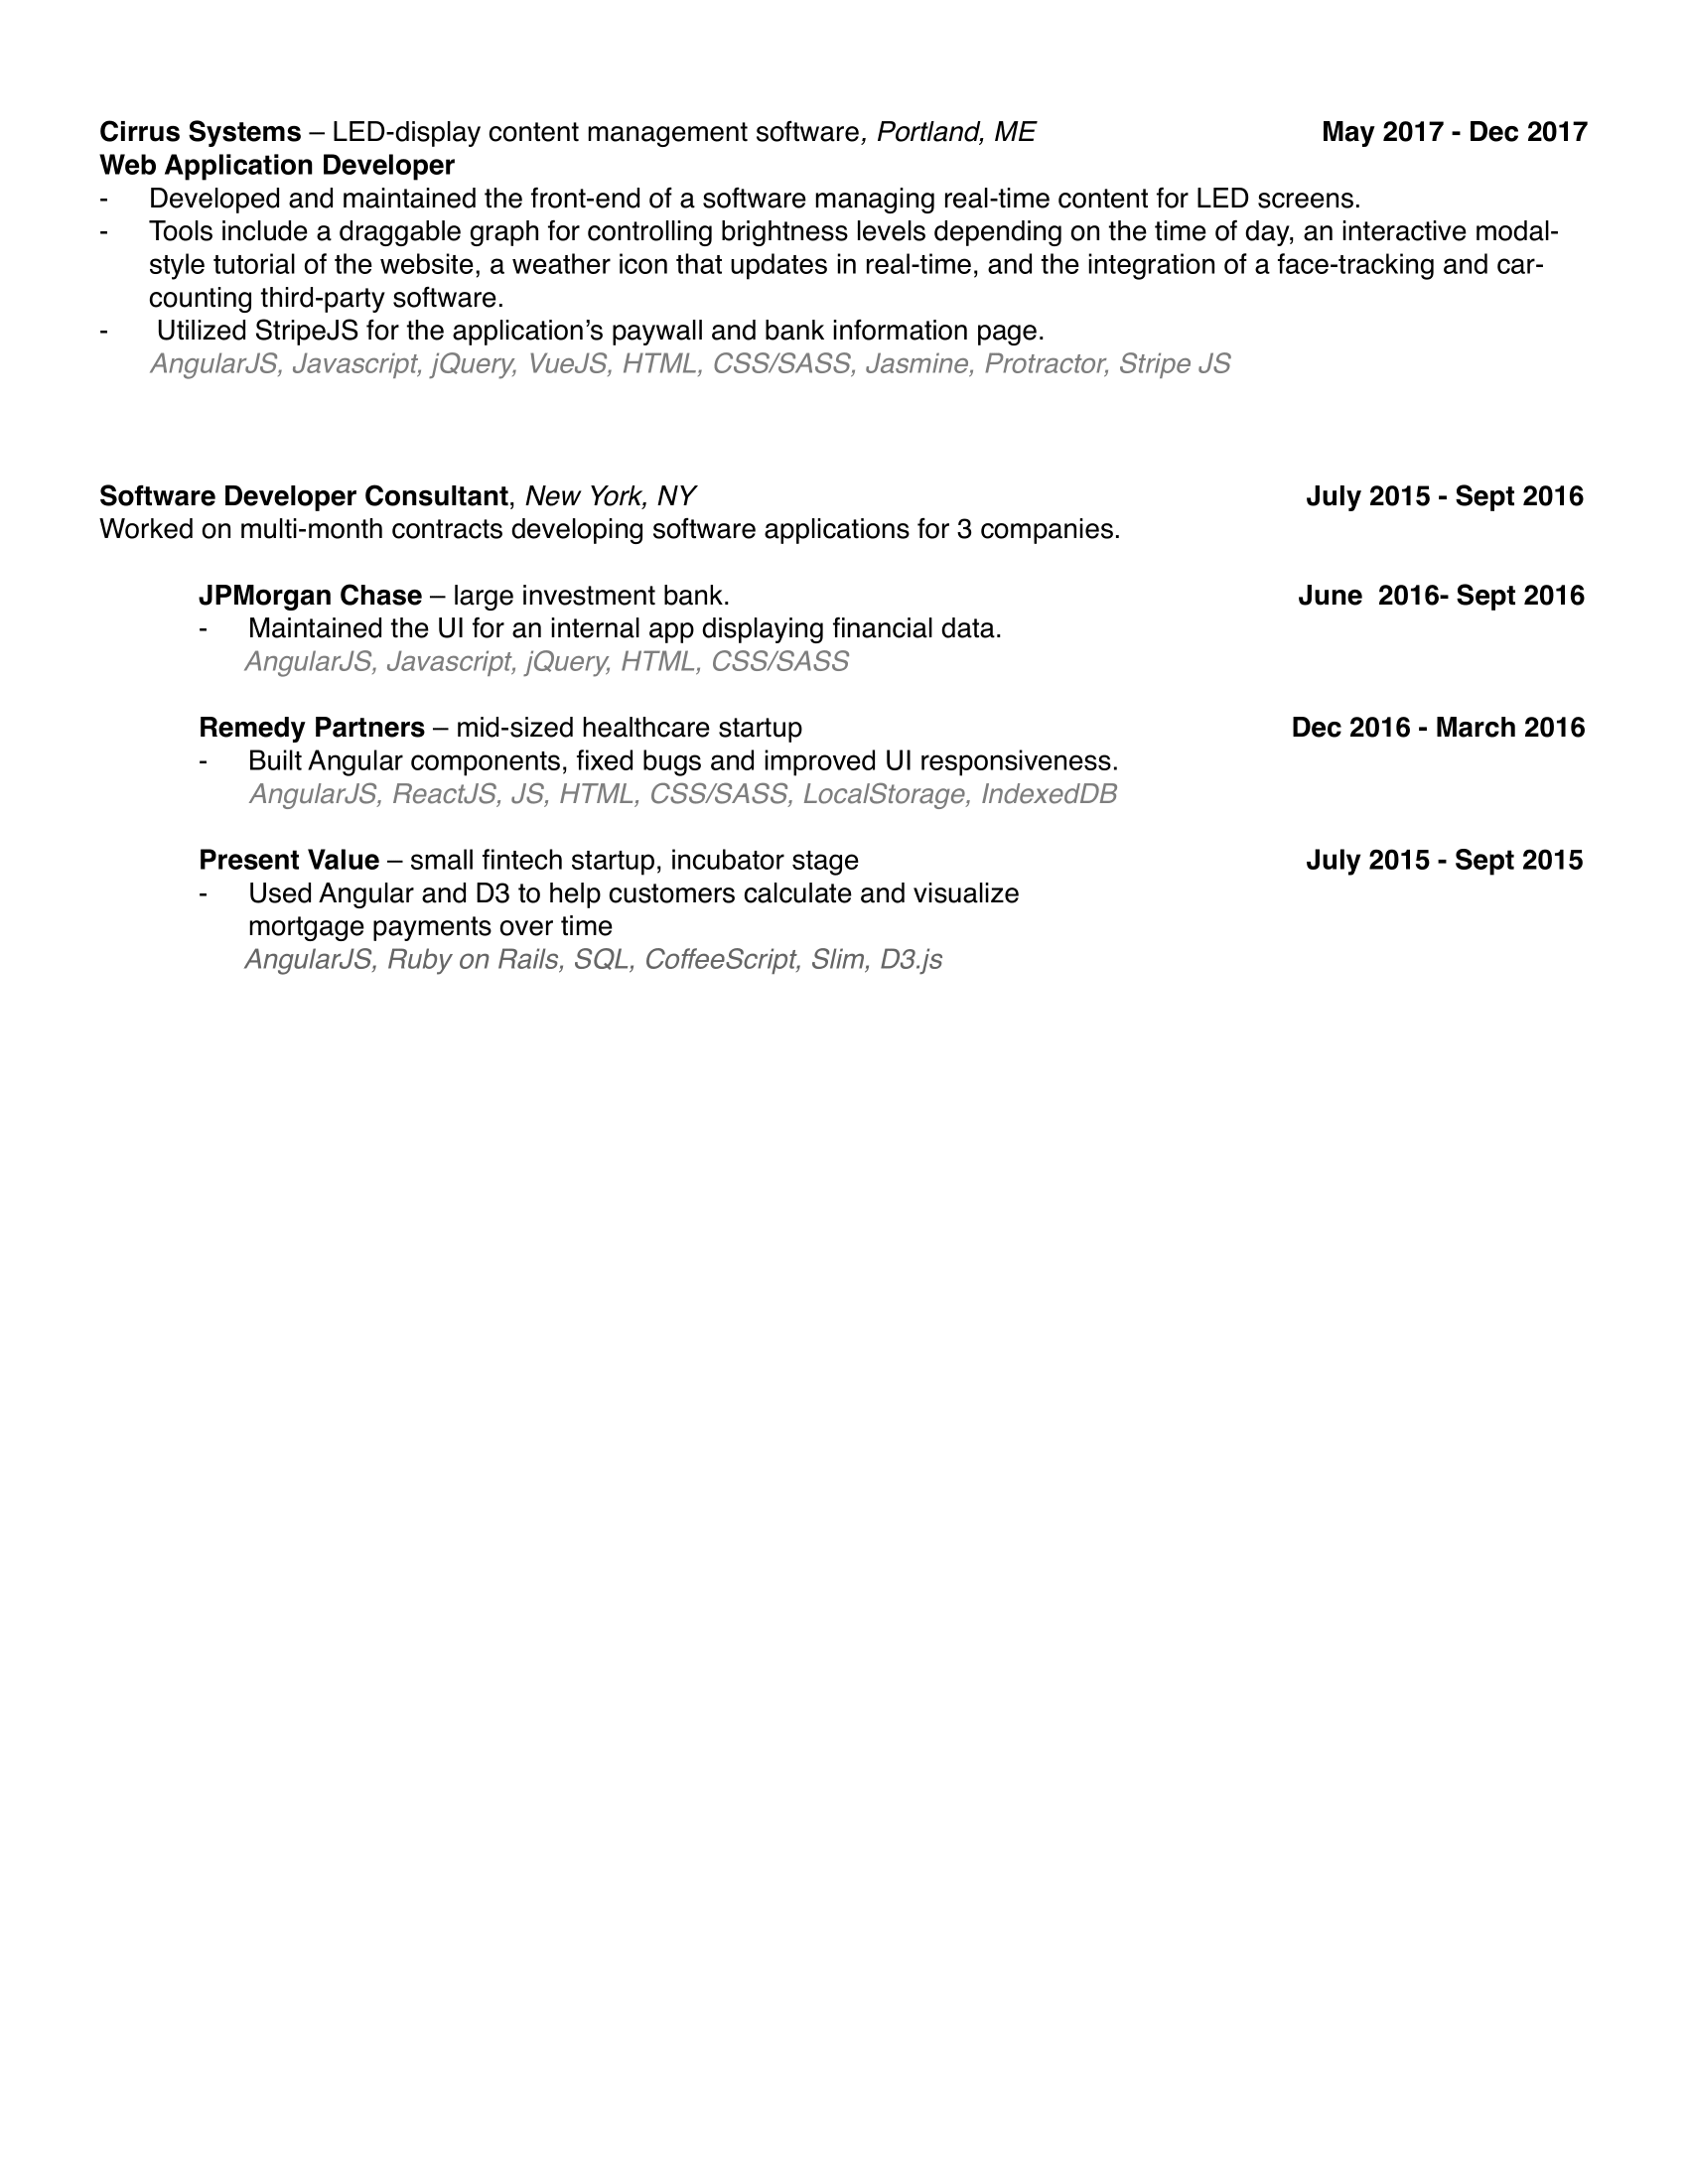 Cirrus Systems – LED-display content management software, Portland, ME May 2017 - Dec 2017
Web Application Developer
- Developed and maintained the front-end of a software managing real-time content for LED screens.
- Tools include a draggable graph for controlling brightness levels depending on the time of day, an interactive modal-
style tutorial of the website, a weather icon that updates in real-time, and the integration of a face-tracking and car-
counting third-party software.
- Utilized StripeJS for the application’s paywall and bank information page.
AngularJS, Javascript, jQuery, VueJS, HTML, CSS/SASS, Jasmine, Protractor, Stripe JS
Software Developer Consultant, New York, NY July 2015 - Sept 2016
Worked on multi-month contracts developing software applications for 3 companies.
JPMorgan Chase – large investment bank. June  2016- Sept 2016
- Maintained the UI for an internal app displaying financial data.
AngularJS, Javascript, jQuery, HTML, CSS/SASS
Remedy Partners – mid-sized healthcare startup Dec 2016 - March 2016
- Built Angular components, fixed bugs and improved UI responsiveness.
AngularJS, ReactJS, JS, HTML, CSS/SASS, LocalStorage, IndexedDB
Present Value – small fintech startup, incubator stage July 2015 - Sept 2015
- Used Angular and D3 to help customers calculate and visualize
mortgage payments over time
AngularJS, Ruby on Rails, SQL, CoffeeScript, Slim, D3.js